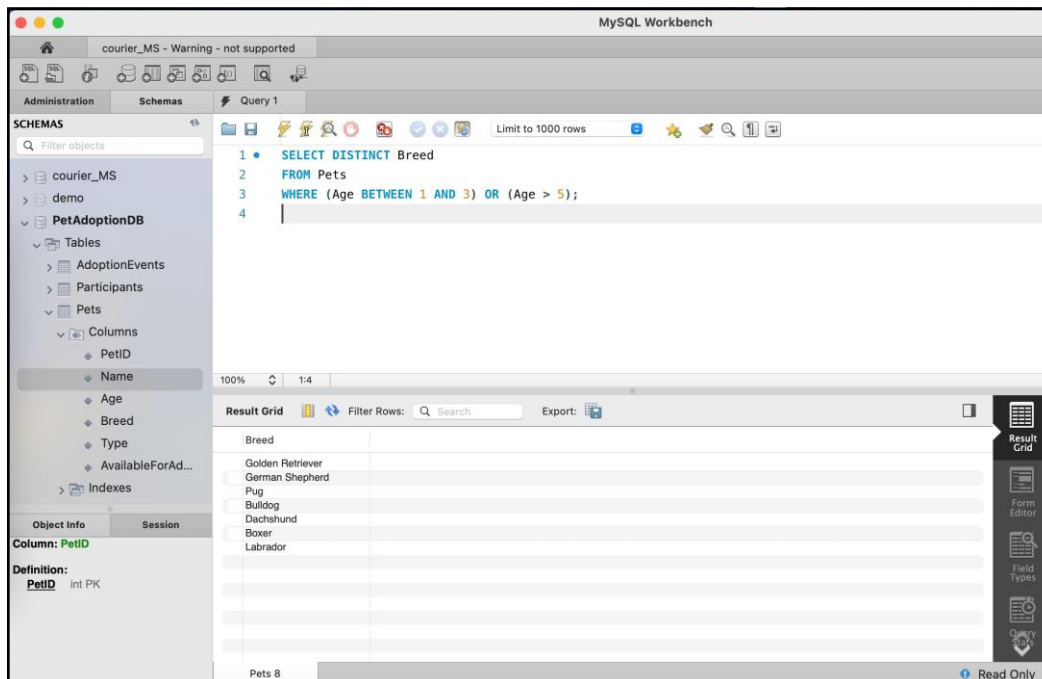 MySQL Workbench
courier_MS - Warning - not supported
Administration
Schemas
Query 1
SCHEMAS
Filter objects
courier_MS
demo
PetAdoptionDB
Tables
AdoptionEvents
Participants
Pets
Columns
PetID
Name
Age
Breed
Type
AvailableForAd...
Indexes
Object Info
Session
Column: PetID
Definition:
PetID int PK
Limit to 1000 rows
1 SELECT DISTINCT Breed
2 FROM Pets
3 WHERE (Age BETWEEN 1 AND 3) OR (Age > 5);
4
100% 1:4
Result Grid Filter Rows: Search Export:
Breed
Golden Retriever
German Shepherd
Pug
Bulldog
Dachshund
Boxer
Labrador
Result
Grid
Form
Editor
Field
Types
Query
Stats
Pets 8
Read Only